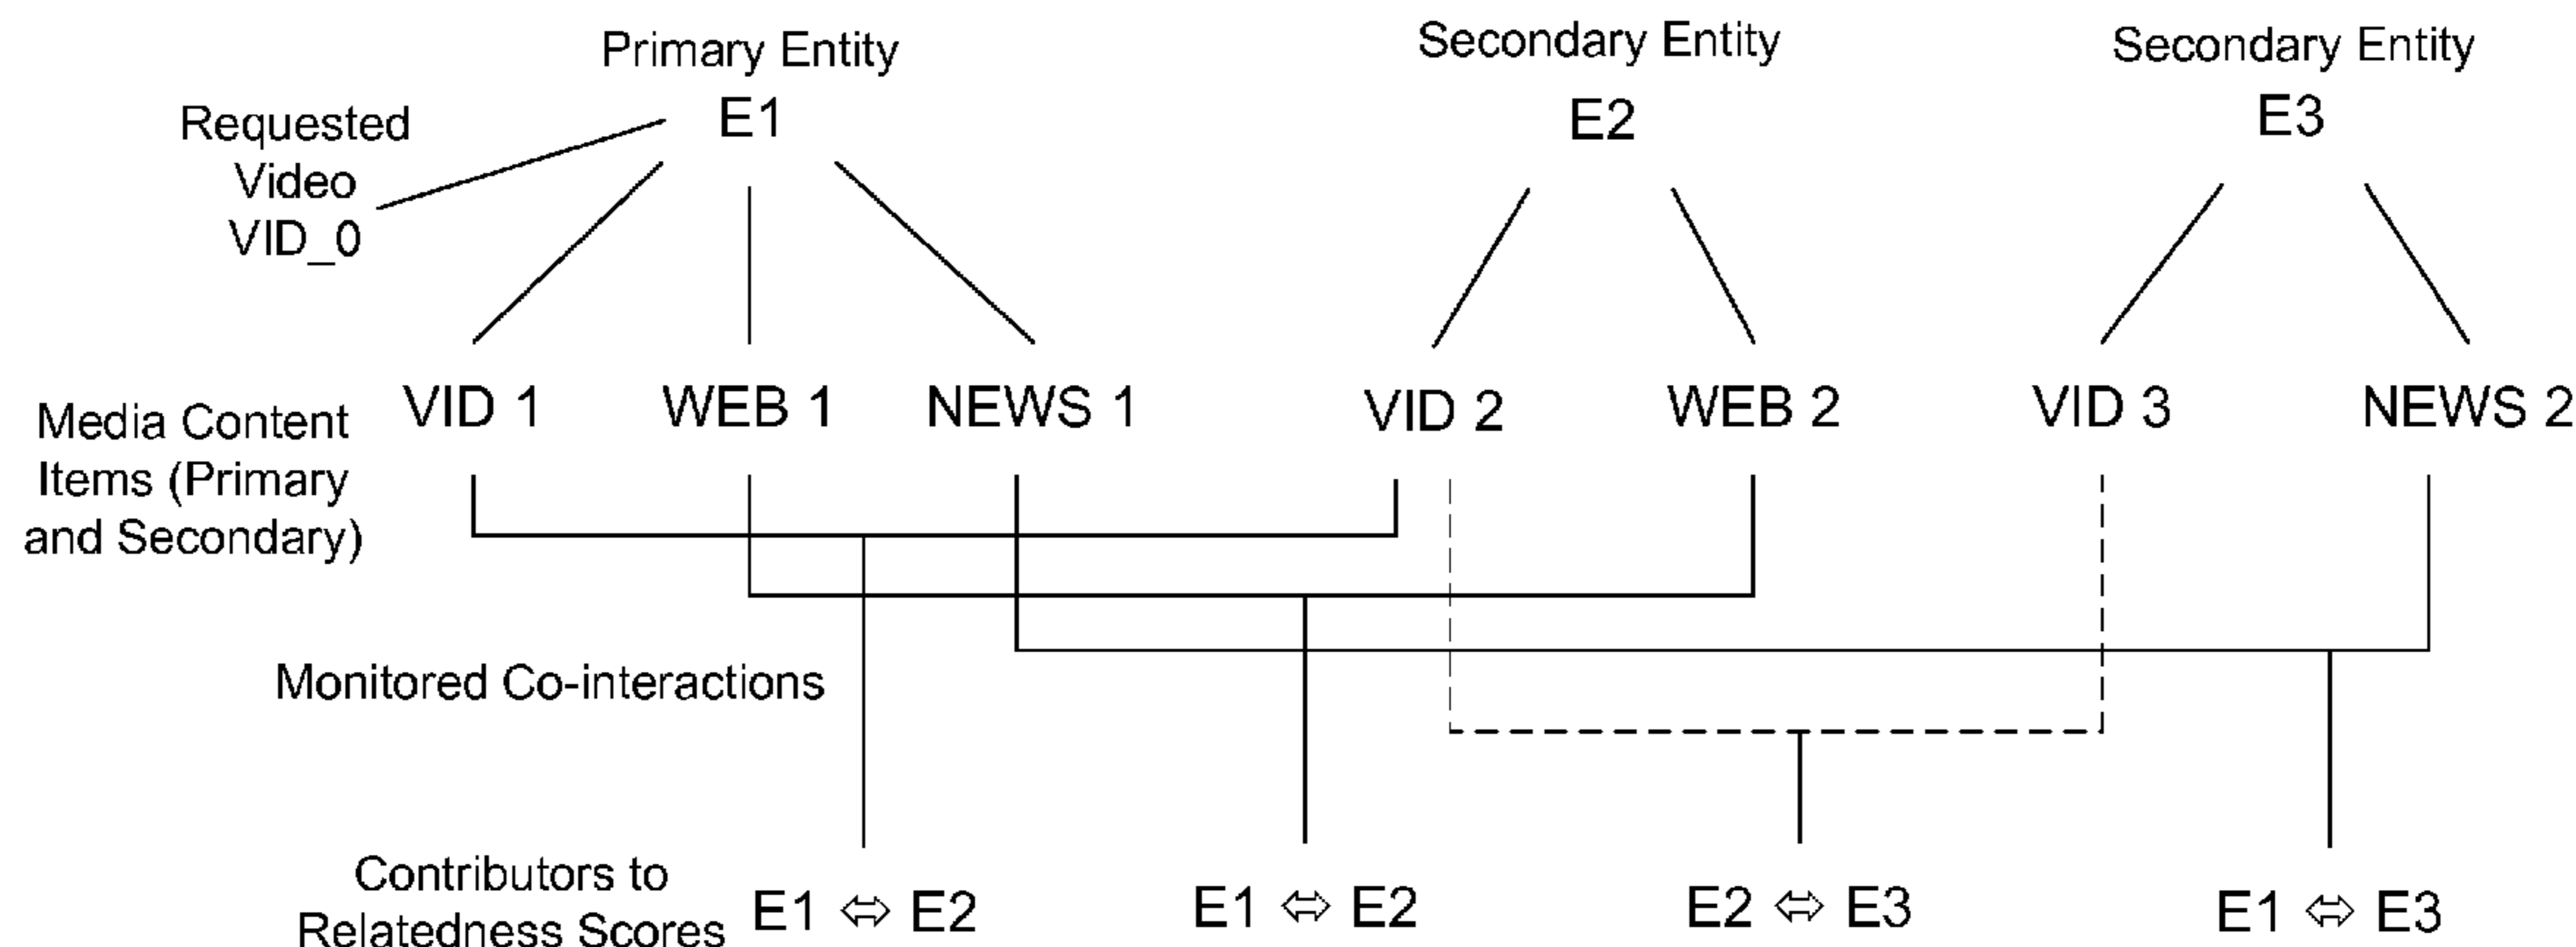 Primary Entity
E1
Secondary Entity
E2
Secondary Entity
E3
Requested
Video
VID_0
Media Content
Items (Primary
and Secondary)
VID 1
WEB 1
NEWS 1
VID 2
WEB 2
VID 3
NEWS 2
Monitored Co-interactions
Contributors to
Relatedness Scores
E1 ⇔ E2
E1 ⇔ E2
E2 ⇔ E3
E1 ⇔ E3